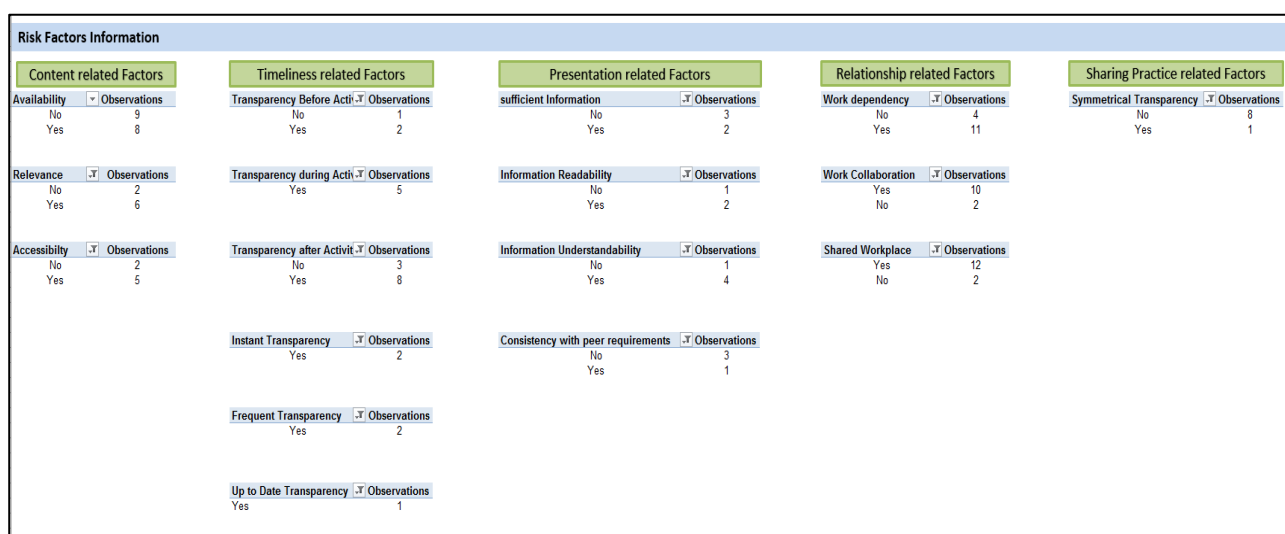 Risk Factors Information
Content related Factors
Availability Observations
No 9
Yes 8
Relevance Observations
No 2
Yes 6
Accessibilty Observations
No 2
Yes 5
Timeliness related Factors
Transparency Before Activ Observations
No 1
Yes 2
Transparency during Activ Observations
Yes 5
Transparency after Activit Observations
No 3
Yes 8
Instant Transparency Observations
Yes 2
Frequent Transparency Observations
Yes 2
Up to Date Transparency Observations
Yes 1
Presentation related Factors
sufficient Information Observations
No 3
Yes 2
Information Readability Observations
No 1
Yes 2
Information Understandability Observations
No 1
Yes 4
Consistency with peer requirements Observations
No 3
Yes 1
Relationship related Factors
Work dependency Observations
No 4
Yes 11
Work Collaboration Observations
Yes 10
No 2
Shared Workplace Observations
Yes 12
No 2
Sharing Practice related Factors
Symmetrical Transparency Observations
No 8
Yes 1